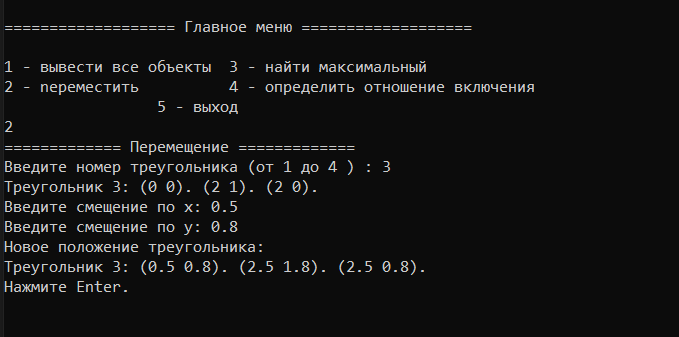 =================== Главное меню ===================
1 - вывести все объекты 3 - найти максимальный
2 - переместить 4 - определить отношение включения
5 - выход
2
============= Перемещение =============
Введите номер треугольника (от 1 до 4 ) : 3
Треугольник 3: (0 0). (2 1). (2 0).
Введите смещение по x: 0.5
Введите смещение по y: 0.8
Новое положение треугольника:
Треугольник 3: (0.5 0.8). (2.5 1.8). (2.5 0.8).
Нажмите Enter.